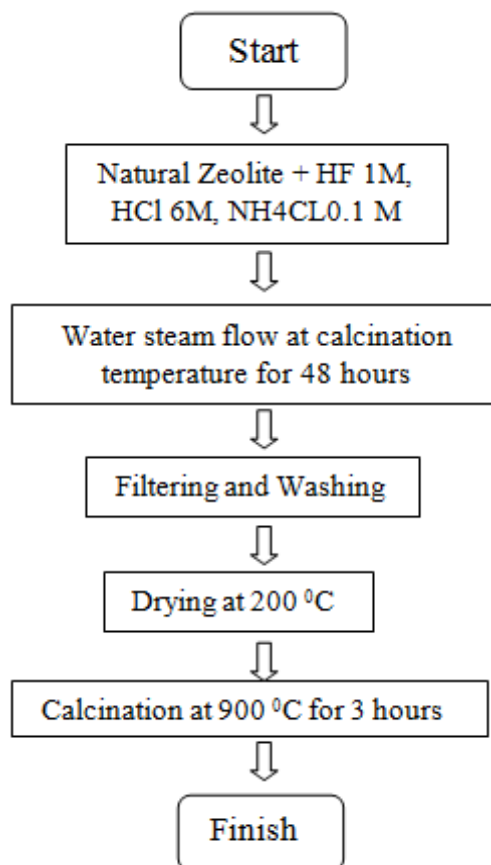 Start
Natural Zeolite + HF 1M,
HCl 6M, NH4CL0.1 M
Water steam flow at calcination
temperature for 48 hours
Filtering and Washing
Drying at 200 ⁰C
Calcination at 900 ⁰C for 3 hours
Finish